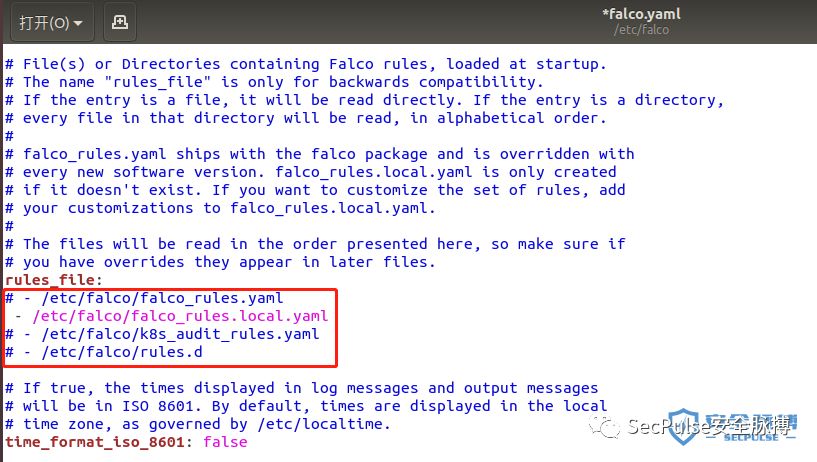 打开(O)
*falco.yaml
/etc/falco
# File(s) or Directories containing Falco rules, loaded at startup.
# The name "rules_file" is only for backwards compatibility.
# If the entry is a file, it will be read directly. If the entry is a directory,
# every file in that directory will be read, in alphabetical order.
#
# falco_rules.yaml ships with the falco package and is overridden with
# every new software version. falco_rules.local.yaml is only created
# if it doesn't exist. If you want to customize the set of rules, add
# your customizations to falco_rules.local.yaml.
#
# The files will be read in the order presented here, so make sure if
# you have overrides they appear in later files.
rules_file:
# - /etc/falco/falco_rules.yaml
- /etc/falco/falco_rules.local.yaml
# - /etc/falco/k8s_audit_rules.yaml
# - /etc/falco/rules.d
# If true, the times displayed in log messages and output messages
# will be in ISO 8601. By default, times are displayed in the local
# time zone, as governed by /etc/localtime.
time_format_iso_8601: false
SecPulse安全脉搏
安全脉搏
SECPULSE